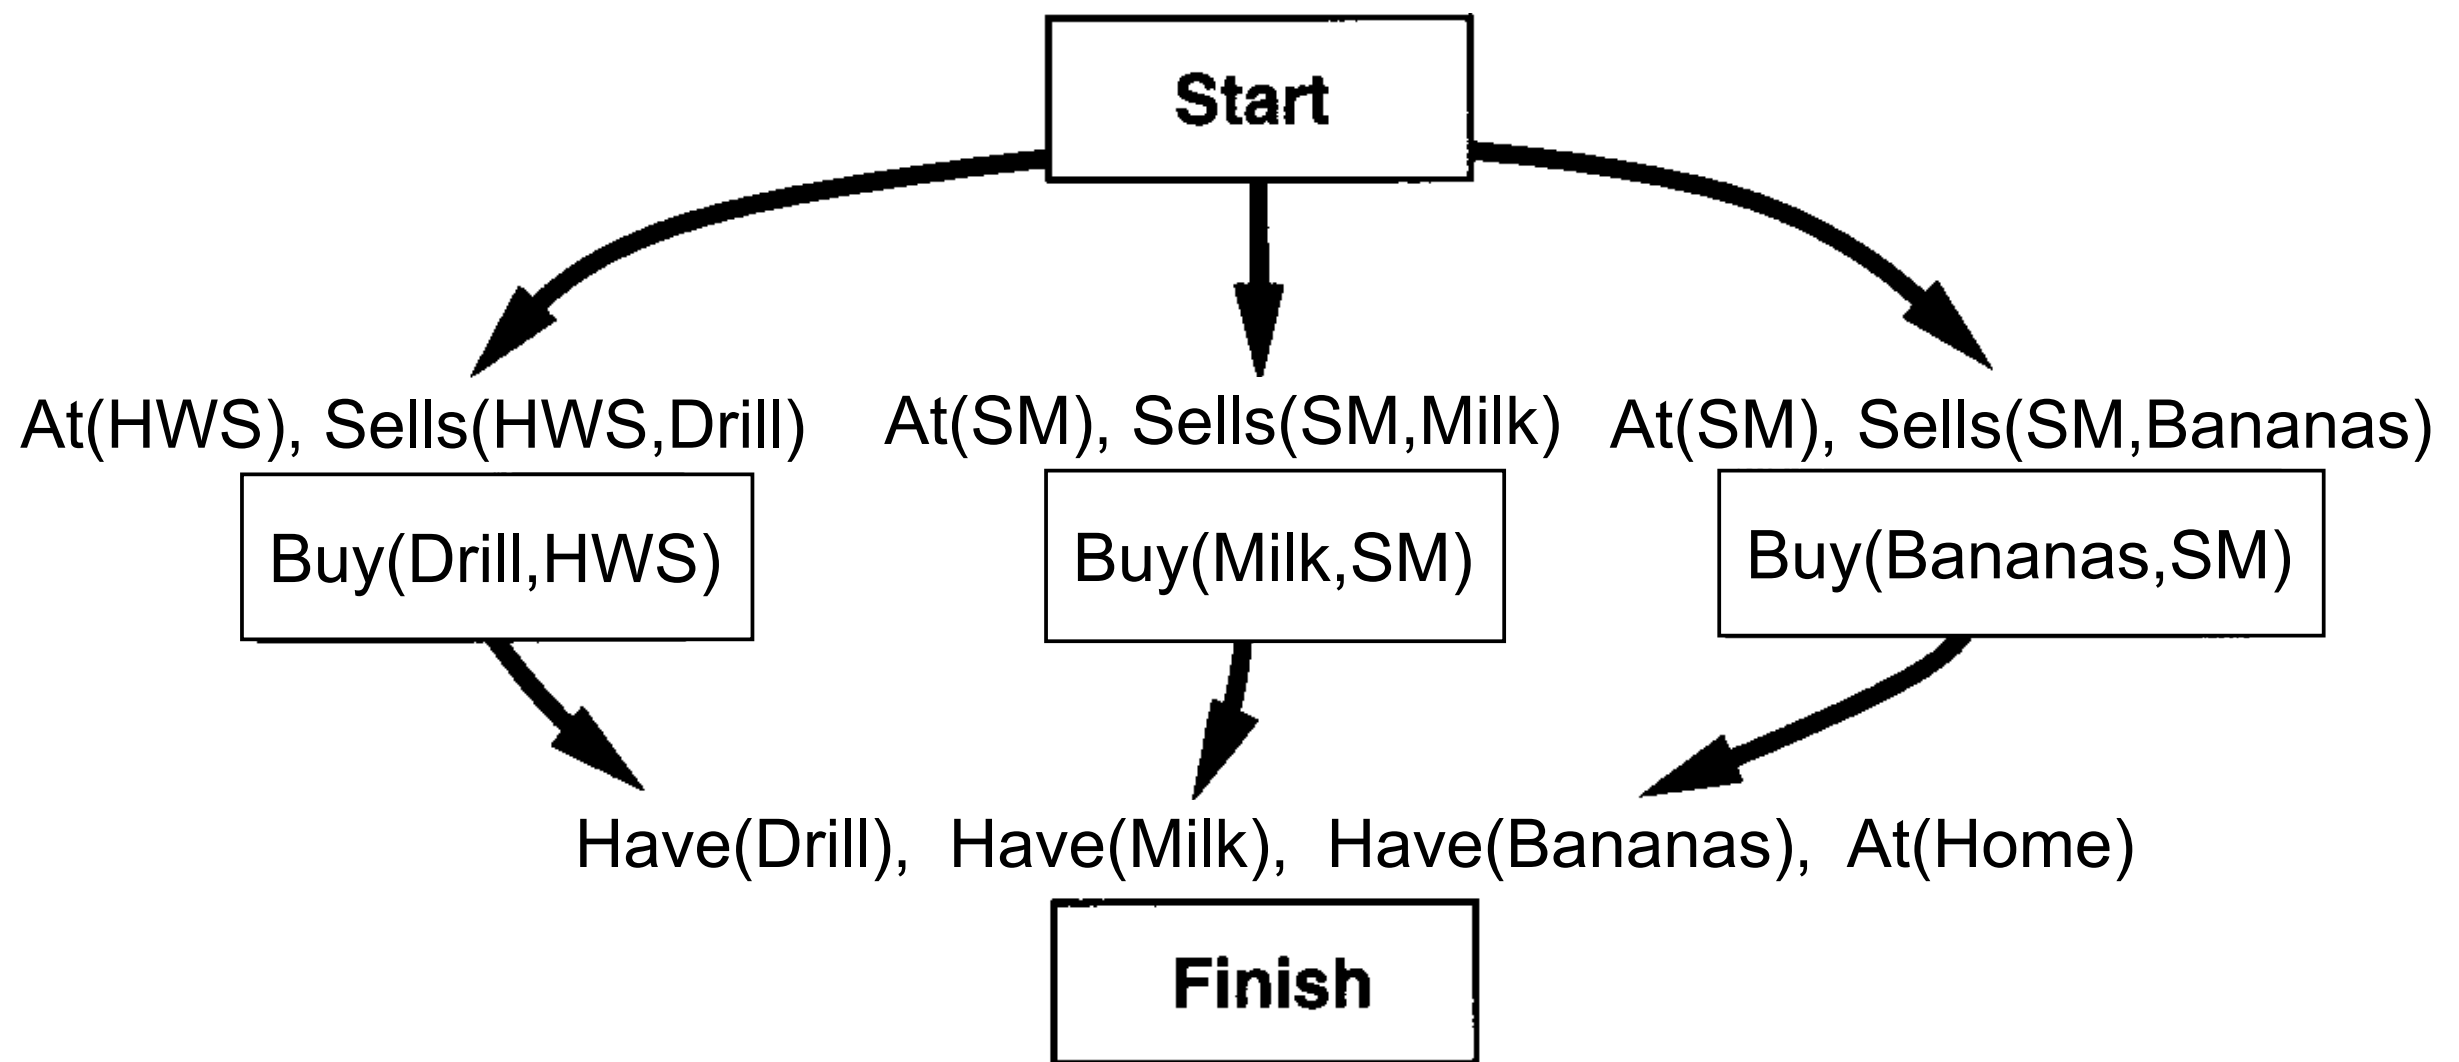 Start
At(HWS), Sells(HWS,Drill)
At(SM), Sells(SM,Milk)
At(SM), Sells(SM,Bananas)
Buy(Drill,HWS)
Buy(Milk,SM)
Buy(Bananas,SM)
Have(Drill), Have(Milk), Have(Bananas), At(Home)
Finish